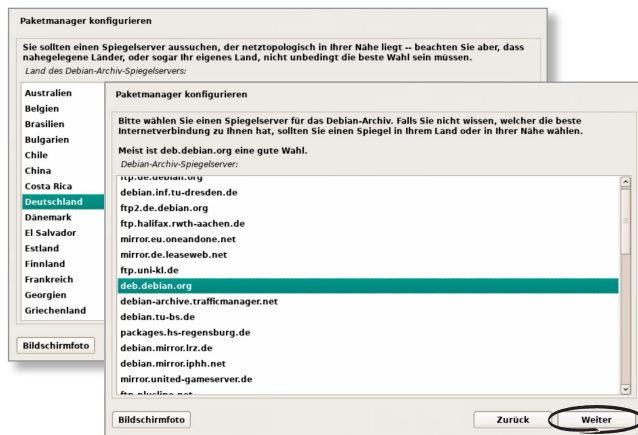 Paketmanager konfigurieren
Sie sollten einen Spiegelserver aussuchen, der netztopologisch in Ihrer Nähe liegt -- beachten Sie aber, dass
nahegelegene Länder, oder sogar Ihr eigenes Land, nicht unbedingt die beste Wahl sein müssen.
Land des Debian-Archiv-Spiegelservers:
Australien
Belgien
Brasilien
Bulgarien
Chile
China
Costa Rica
Deutschland
Dänemark
El Salvador
Estland
Finnland
Frankreich
Georgien
Griechenland
Bildschirmfoto
Paketmanager konfigurieren
Bitte wählen Sie einen Spiegelserver für das Debian-Archiv. Falls Sie nicht wissen, welcher die beste
Internetverbindung zu Ihnen hat, sollten Sie einen Spiegel in Ihrem Land oder in Ihrer Nähe wählen.
Meist ist deb.debian.org eine gute Wahl.
Debian-Archiv-Spiegelserver:
ftp.de.debian.org
debian.inf.tu-dresden.de
ftp2.de.debian.org
ftp.halifax.rwth-aachen.de
mirror.eu.oneandone.net
mirror.de.leaseweb.net
ftp.uni-kl.de
deb.debian.org
debian-archive.trafficmanager.net
debian.tu-bs.de
packages.hs-regensburg.de
debian.mirror.lrz.de
debian.mirror.iphh.net
mirror.united-gameserver.de
ftp.plusline.net
Bildschirmfoto
Zurück
Weiter